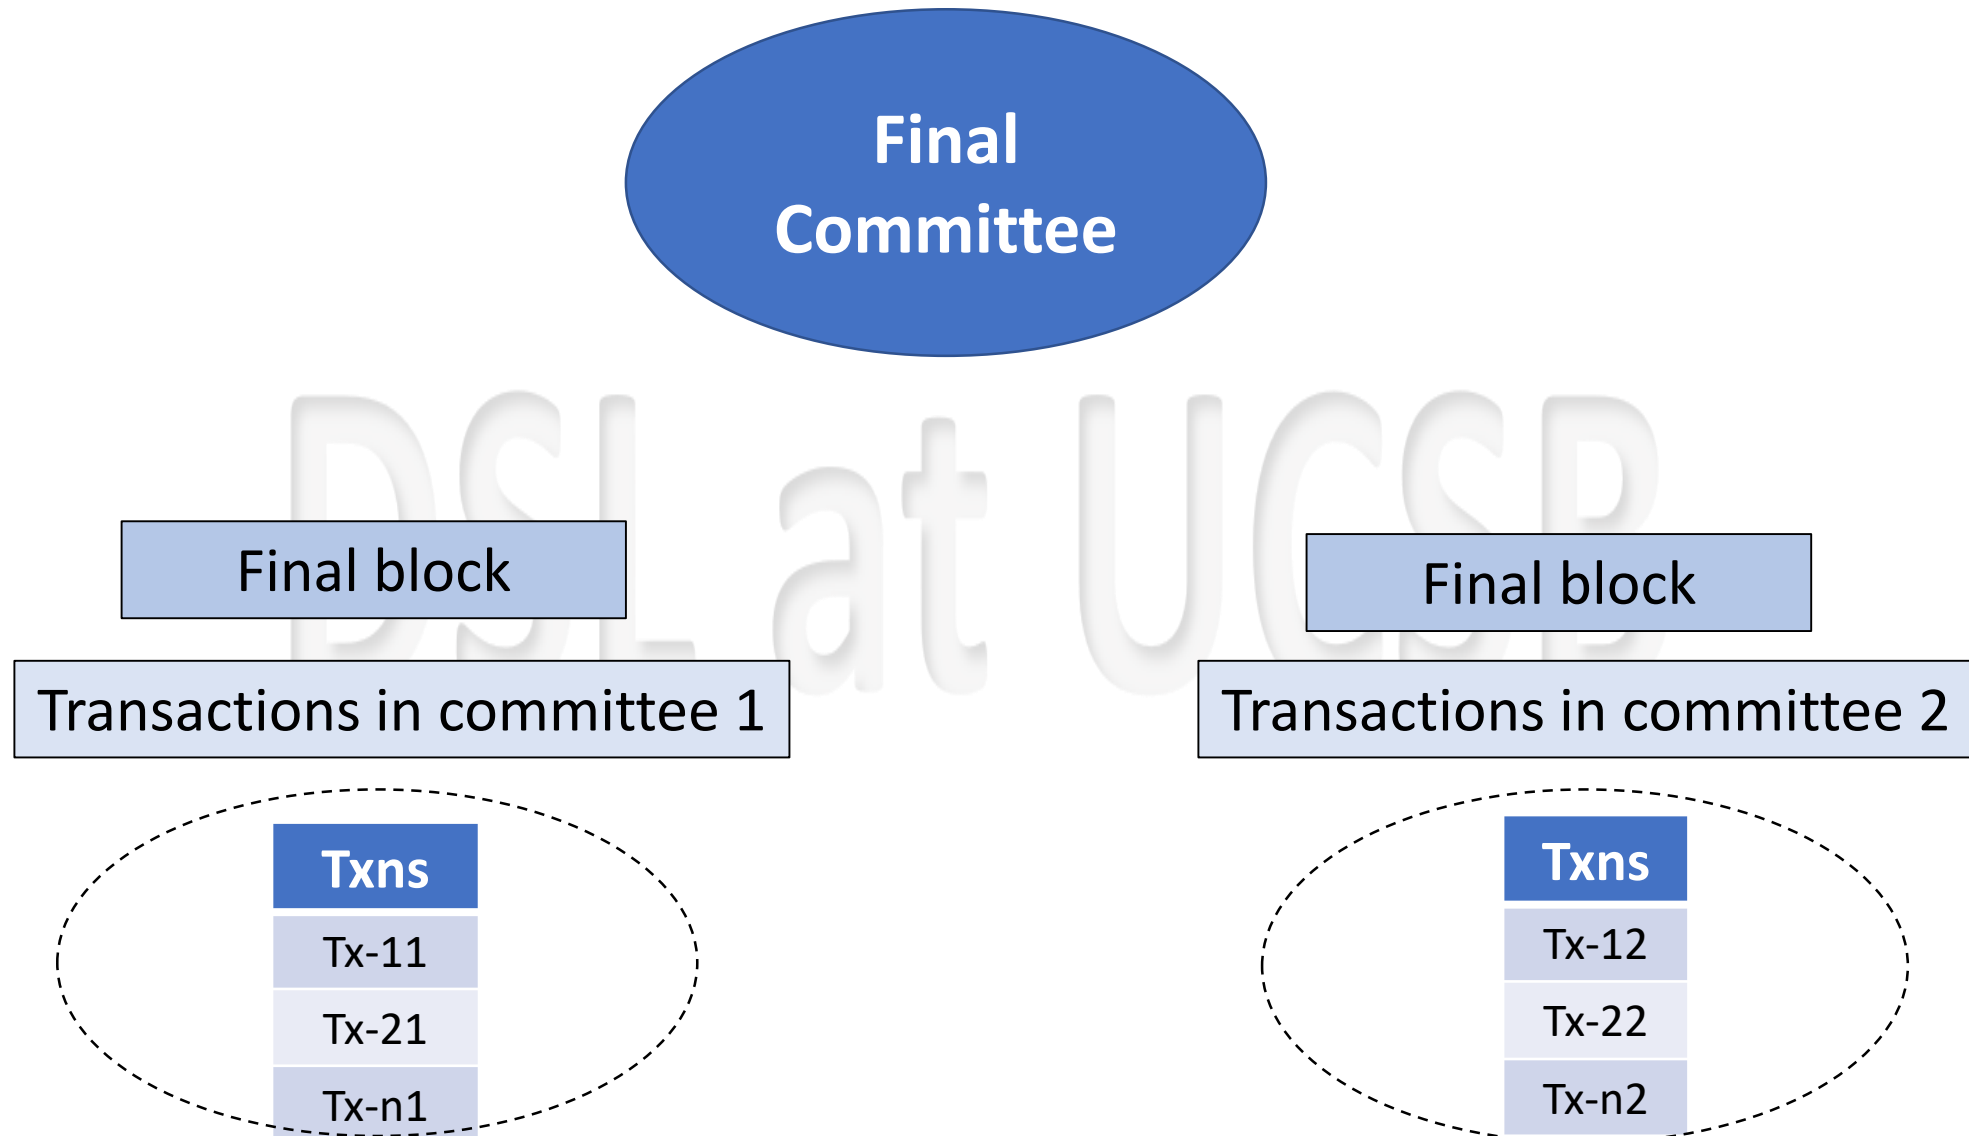 Final
Committee
DSL at UCSB
Final block
Final block
Transactions in committee 1
Transactions in committee 2
Txns
Tx-11
Tx-21
Tx-n1
Txns
Tx-12
Tx-22
Tx-n2